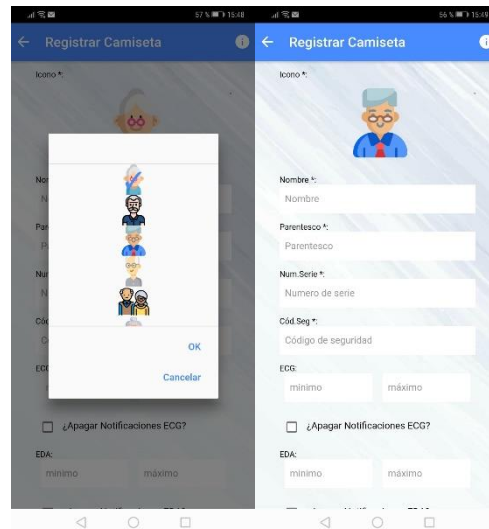 57 % 15:48
Registrar Camiseta
Icono *:
OK
Cancelar
¿Apagar Notificaciones ECG?
EDA:
mínimo máximo
56 % 15:49
Registrar Camiseta
Icono *:
Nombre *:
Nombre
Parentesco *:
Parentesco
Num.Serie *:
Numero de serie
Cód.Seg *:
Código de seguridad
ECG:
mínimo máximo
¿Apagar Notificaciones ECG?
EDA:
mínimo máximo